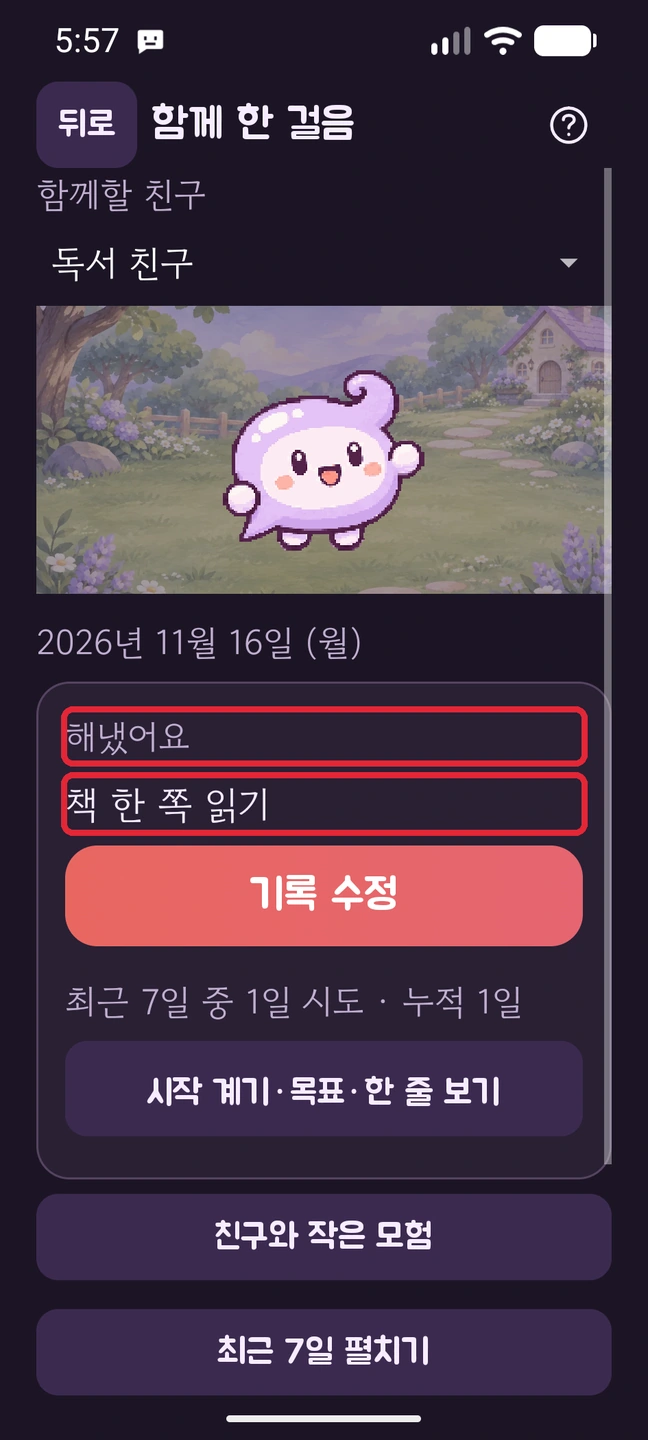 5:57
뒤로
함께 한 걸음
함께할 친구
독서 친구
2026년 11월 16일 (월)
해냈어요
책 한 쪽 읽기
기록 수정
최근 7일 중 1일 시도 · 누적 1일
시작 계기·목표·한 줄 보기
친구와 작은 모험
최근 7일 펼치기